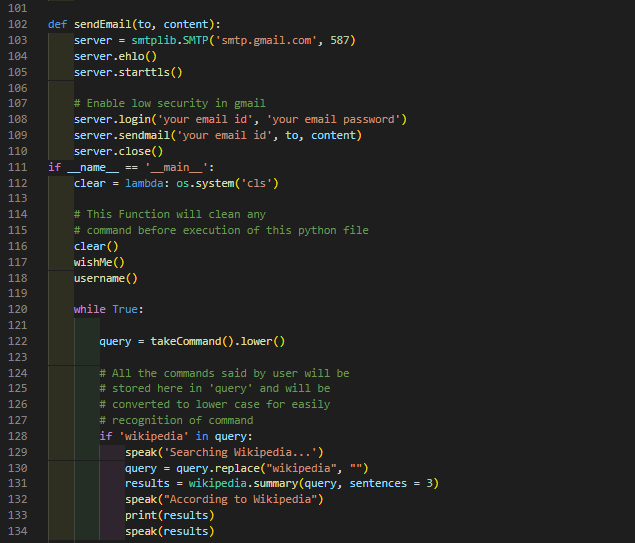 101
102 def sendEmail(to, content):
103     server = smtplib.SMTP('smtp.gmail.com', 587)
104     server.ehlo()
105     server.starttls()
106
107     # Enable low security in gmail
108     server.login('your email id', 'your email password')
109     server.sendmail('your email id', to, content)
110     server.close()
111 if __name__ == '__main__':
112     clear = lambda: os.system('cls')
113
114     # This Function will clean any
115     # command before execution of this python file
116     clear()
117     wishMe()
118     username()
119
120     while True:
121
122         query = takeCommand().lower()
123
124         # All the commands said by user will be
125         # stored here in 'query' and will be
126         # converted to lower case for easily
127         # recognition of command
128         if 'wikipedia' in query:
129             speak('Searching Wikipedia...')
130             query = query.replace("wikipedia", "")
131             results = wikipedia.summary(query, sentences = 3)
132             speak("According to Wikipedia")
133             print(results)
134             speak(results)